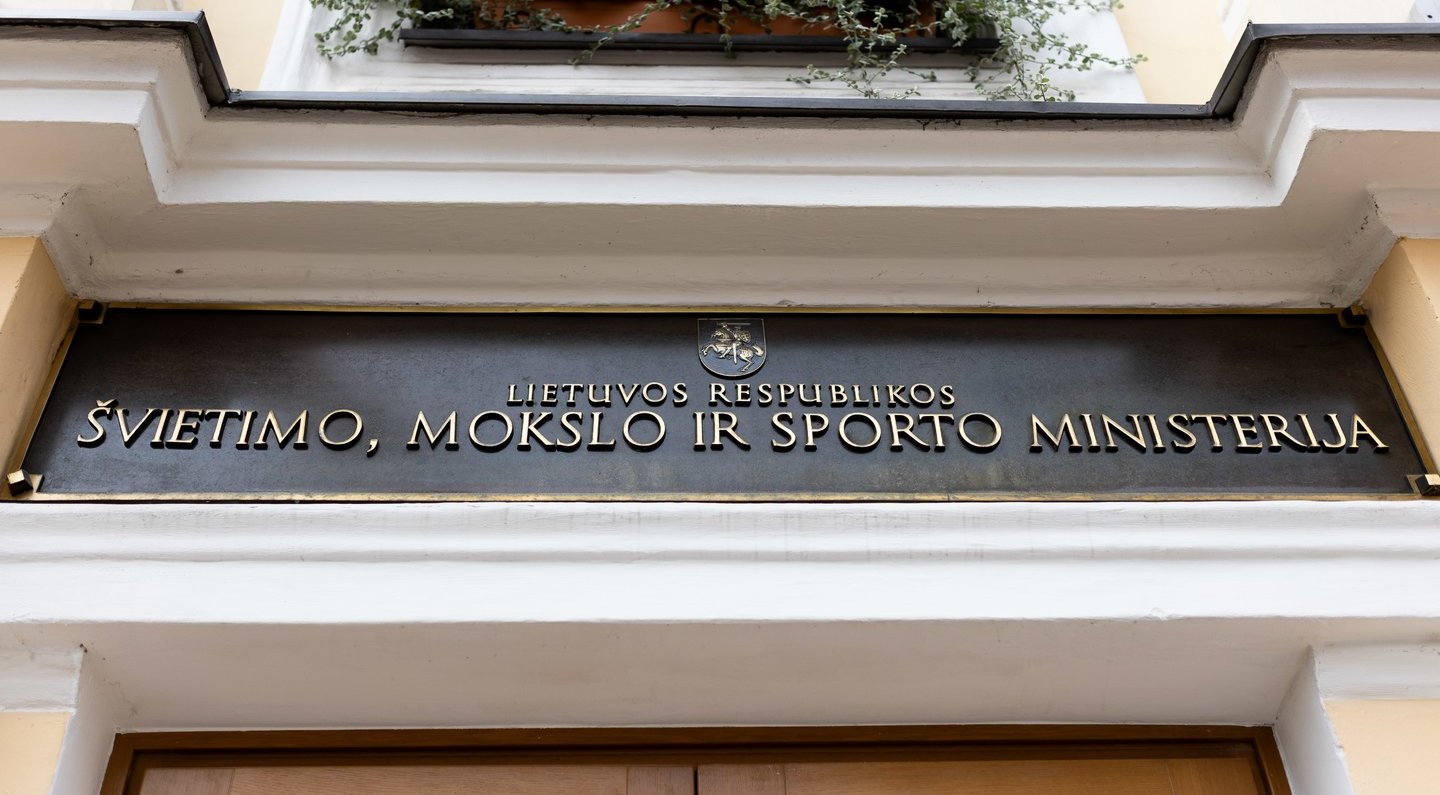 LIETUVOS RESPUBLIKOS
ŠVIETIMO, MOKSLO IR SPORTO MINISTERIJA